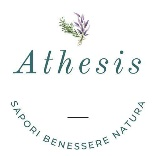 Athesis
SAPORI BENESSERE NATURA